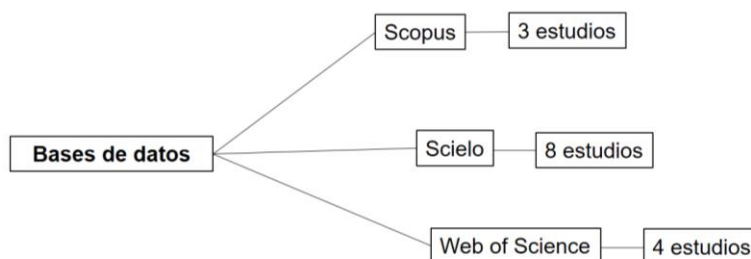 Scopus
3 estudios
Bases de datos
Scielo
8 estudios
Web of Science
4 estudios